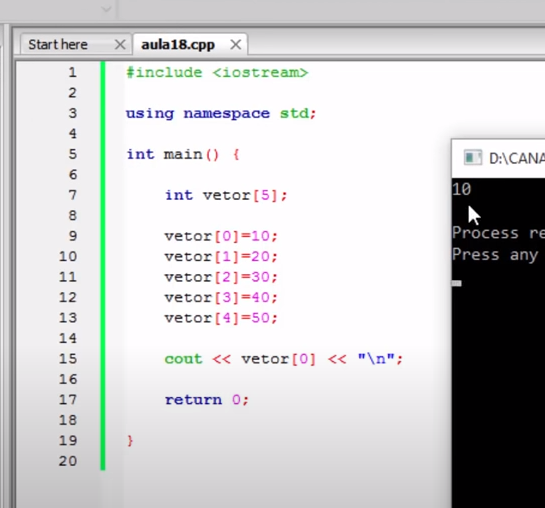 Start here aula18.cpp
1 #include <iostream>
2
3 using namespace std;
4
5 int main() {
6
7 int vetor[5];
8
9 vetor[0]=10;
10 vetor[1]=20;
11 vetor[2]=30;
12 vetor[3]=40;
13 vetor[4]=50;
14
15 cout << vetor[0] << "\n";
16
17 return 0;
18
19 }
20
D:\CANA
10
Process re
Press any